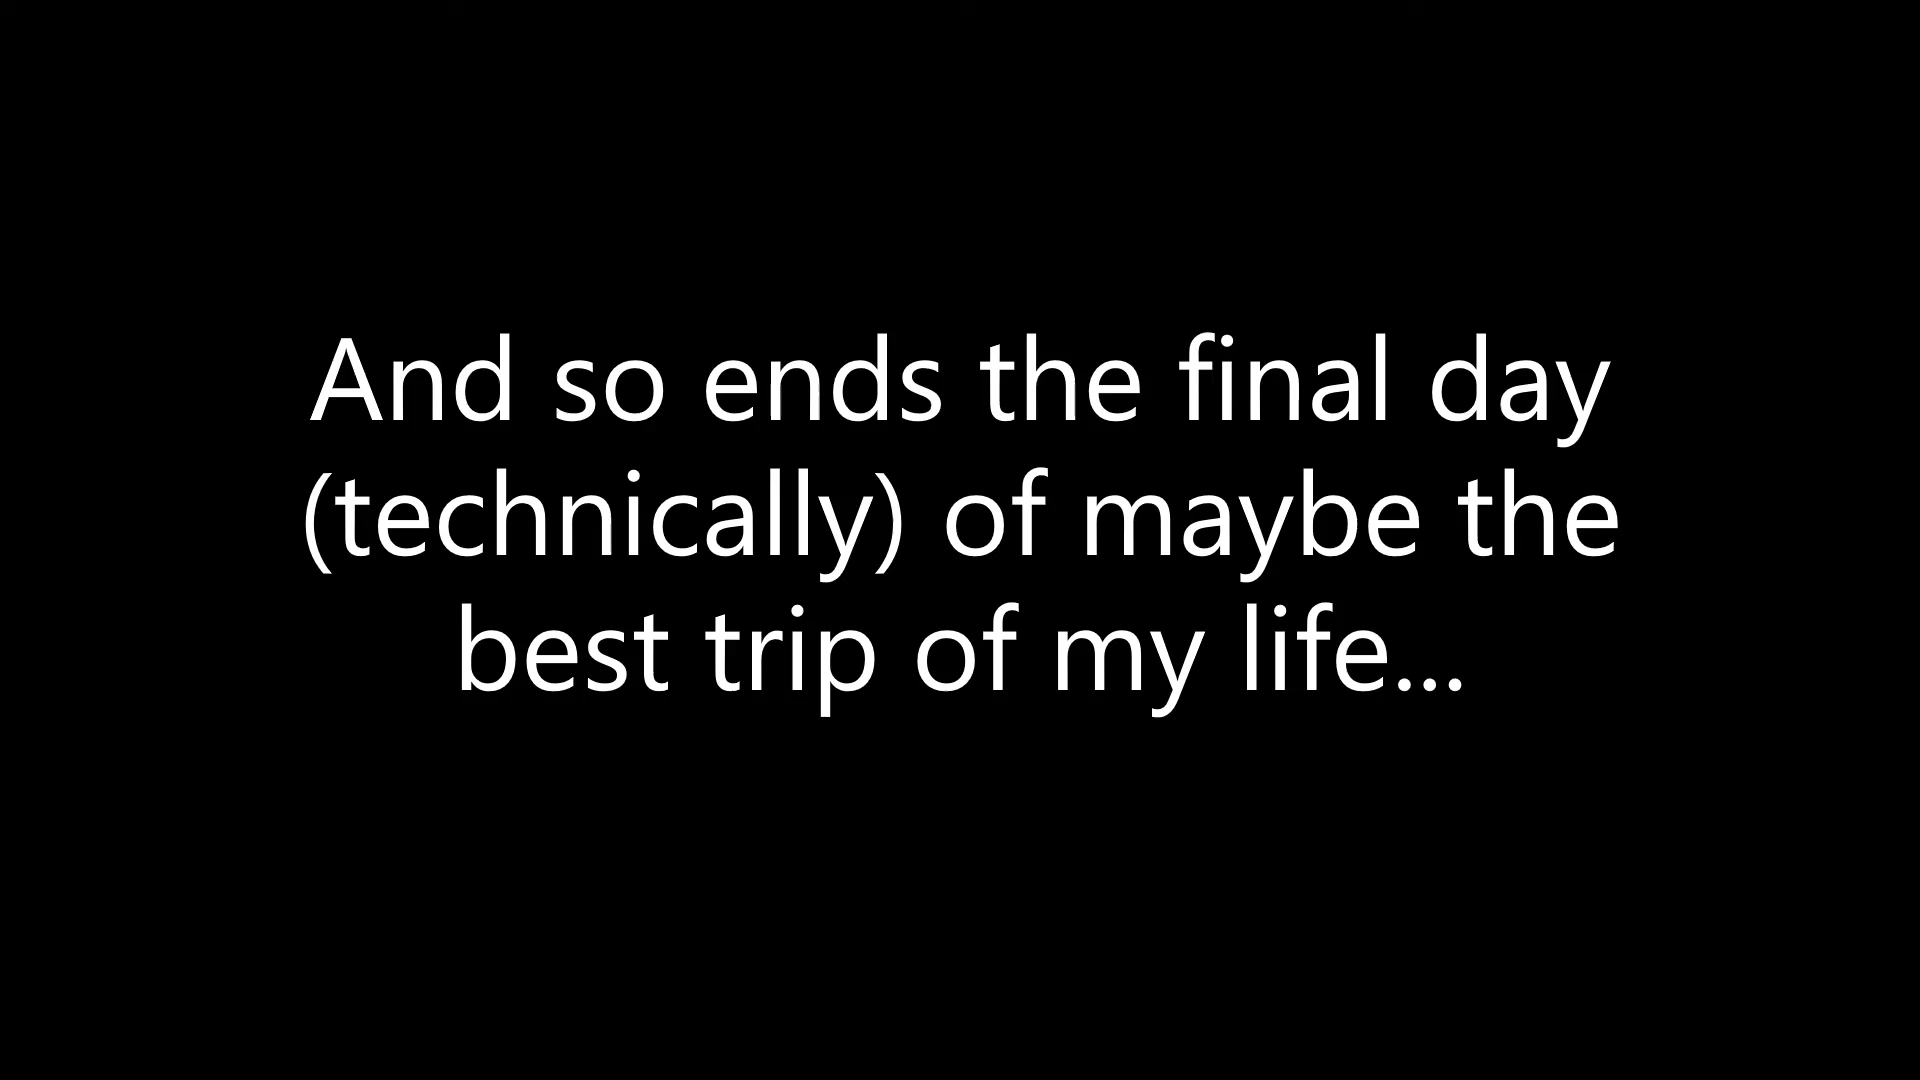 And so ends the final day
(technically) of maybe the
best trip of my life...